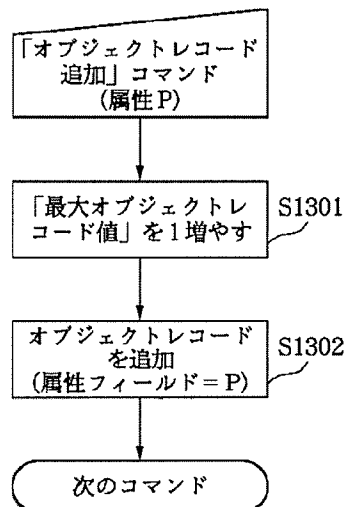 「オブジェクトレコード
追加」コマンド
(属性P)
「最大オブジェクトレ
コード値」を1増やす
S1301
オブジェクトレコード
を追加
(属性フィールド=P)
S1302
次のコマンド